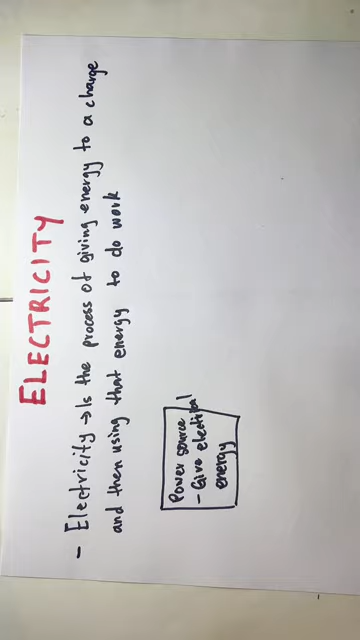 ELECTRICITY
- Electricity → Is the process of giving energy to a charge
and then using that energy to do work
Power source
- Give electrical
energy